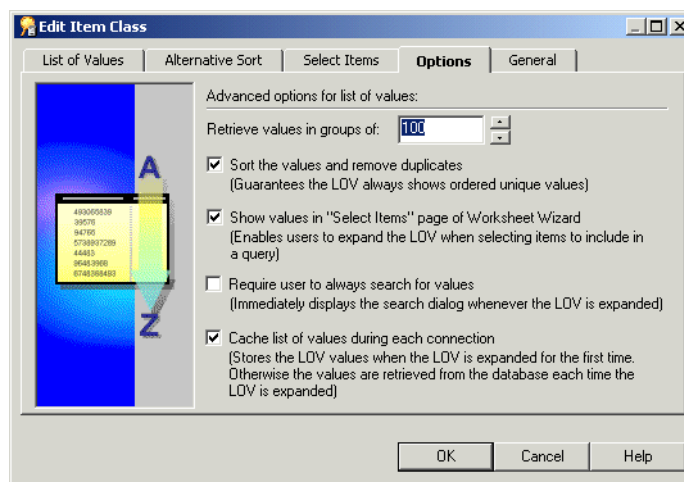 Edit Item Class
List of Values
Alternative Sort
Select Items
Options
General
Advanced options for list of values:
Retrieve values in groups of:
100
Sort the values and remove duplicates
(Guarantees the LOV always shows ordered unique values)
Show values in "Select Items" page of Worksheet Wizard
(Enables users to expand the LOV when selecting items to include in
a query)
Require user to always search for values
(Immediately displays the search dialog whenever the LOV is expanded)
Cache list of values during each connection
(Stores the LOV values when the LOV is expanded for the first time.
Otherwise the values are retrieved from the database each time the
LOV is expanded)
A
39576
94766
44483
Z
OK
Cancel
Help